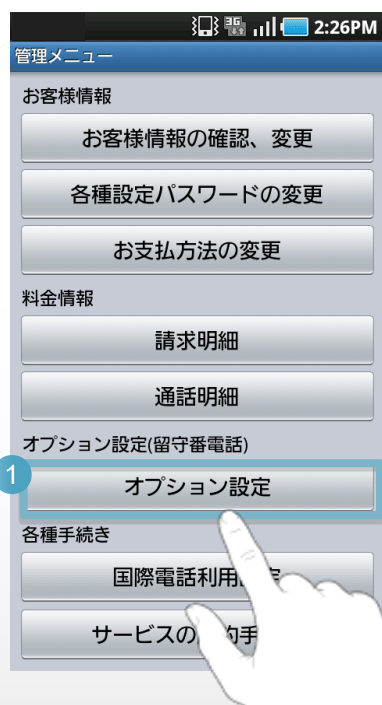 3G 2:26PM
管理メニュー
お客様情報
お客様情報の確認、変更
各種設定パスワードの変更
お支払方法の変更
料金情報
請求明細
通話明細
オプション設定(留守番電話)
1
オプション設定
各種手続き
国際電話利用
サービスの